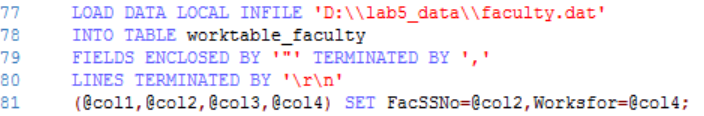 77 LOAD DATA LOCAL INFILE 'D:\\lab5_data\\faculty.dat'
78 INTO TABLE worktable_faculty
79 FIELDS ENCLOSED BY '"' TERMINATED BY ','
80 LINES TERMINATED BY '\r\n'
81 (@col1,@col2,@col3,@col4) SET FacSSNo=@col2,Worksfor=@col4;